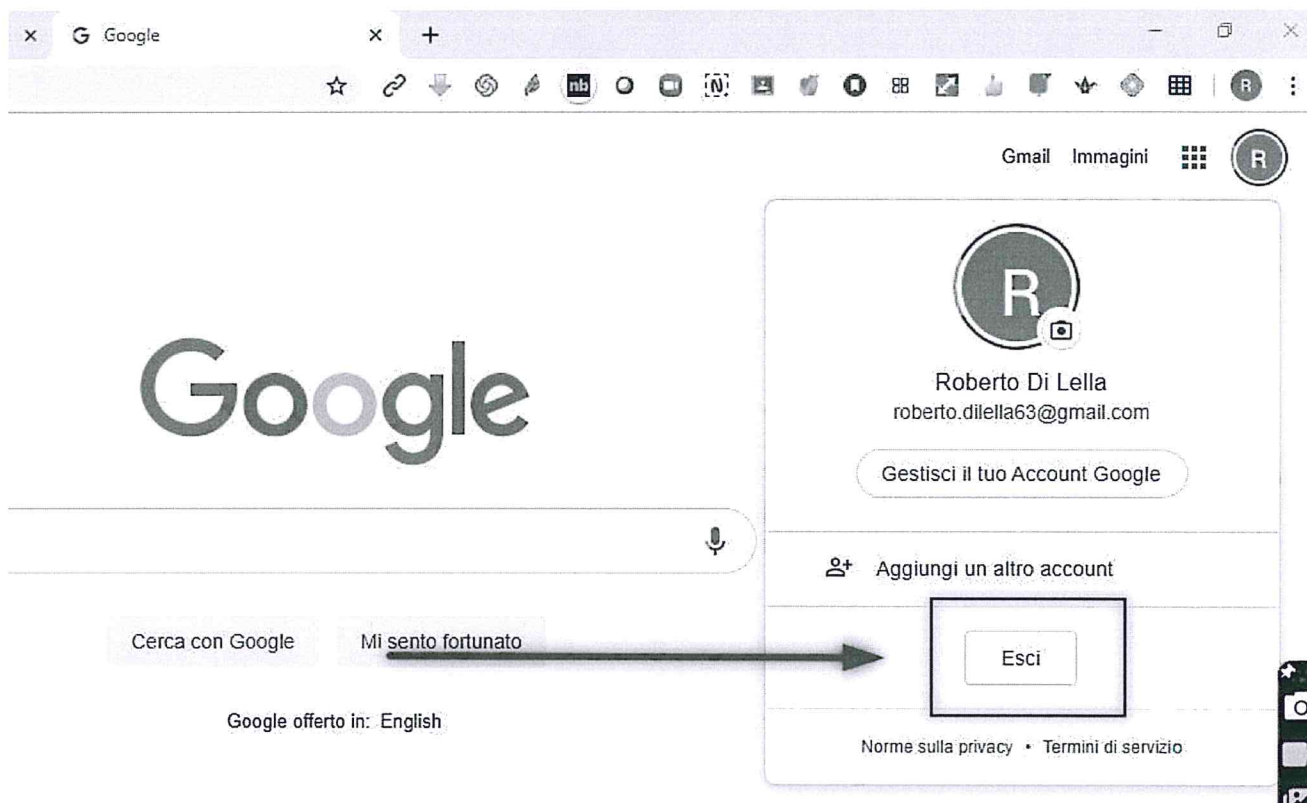 Google
nb
N
R
Gmail Immagini
R
R
Google
Roberto Di Lella
roberto.dilella63@gmail.com
Gestisci il tuo Account Google
Aggiungi un altro account
Cerca con Google Mi sento fortunato
Esci
Google offerto in: English
Norme sulla privacy • Termini di servizio